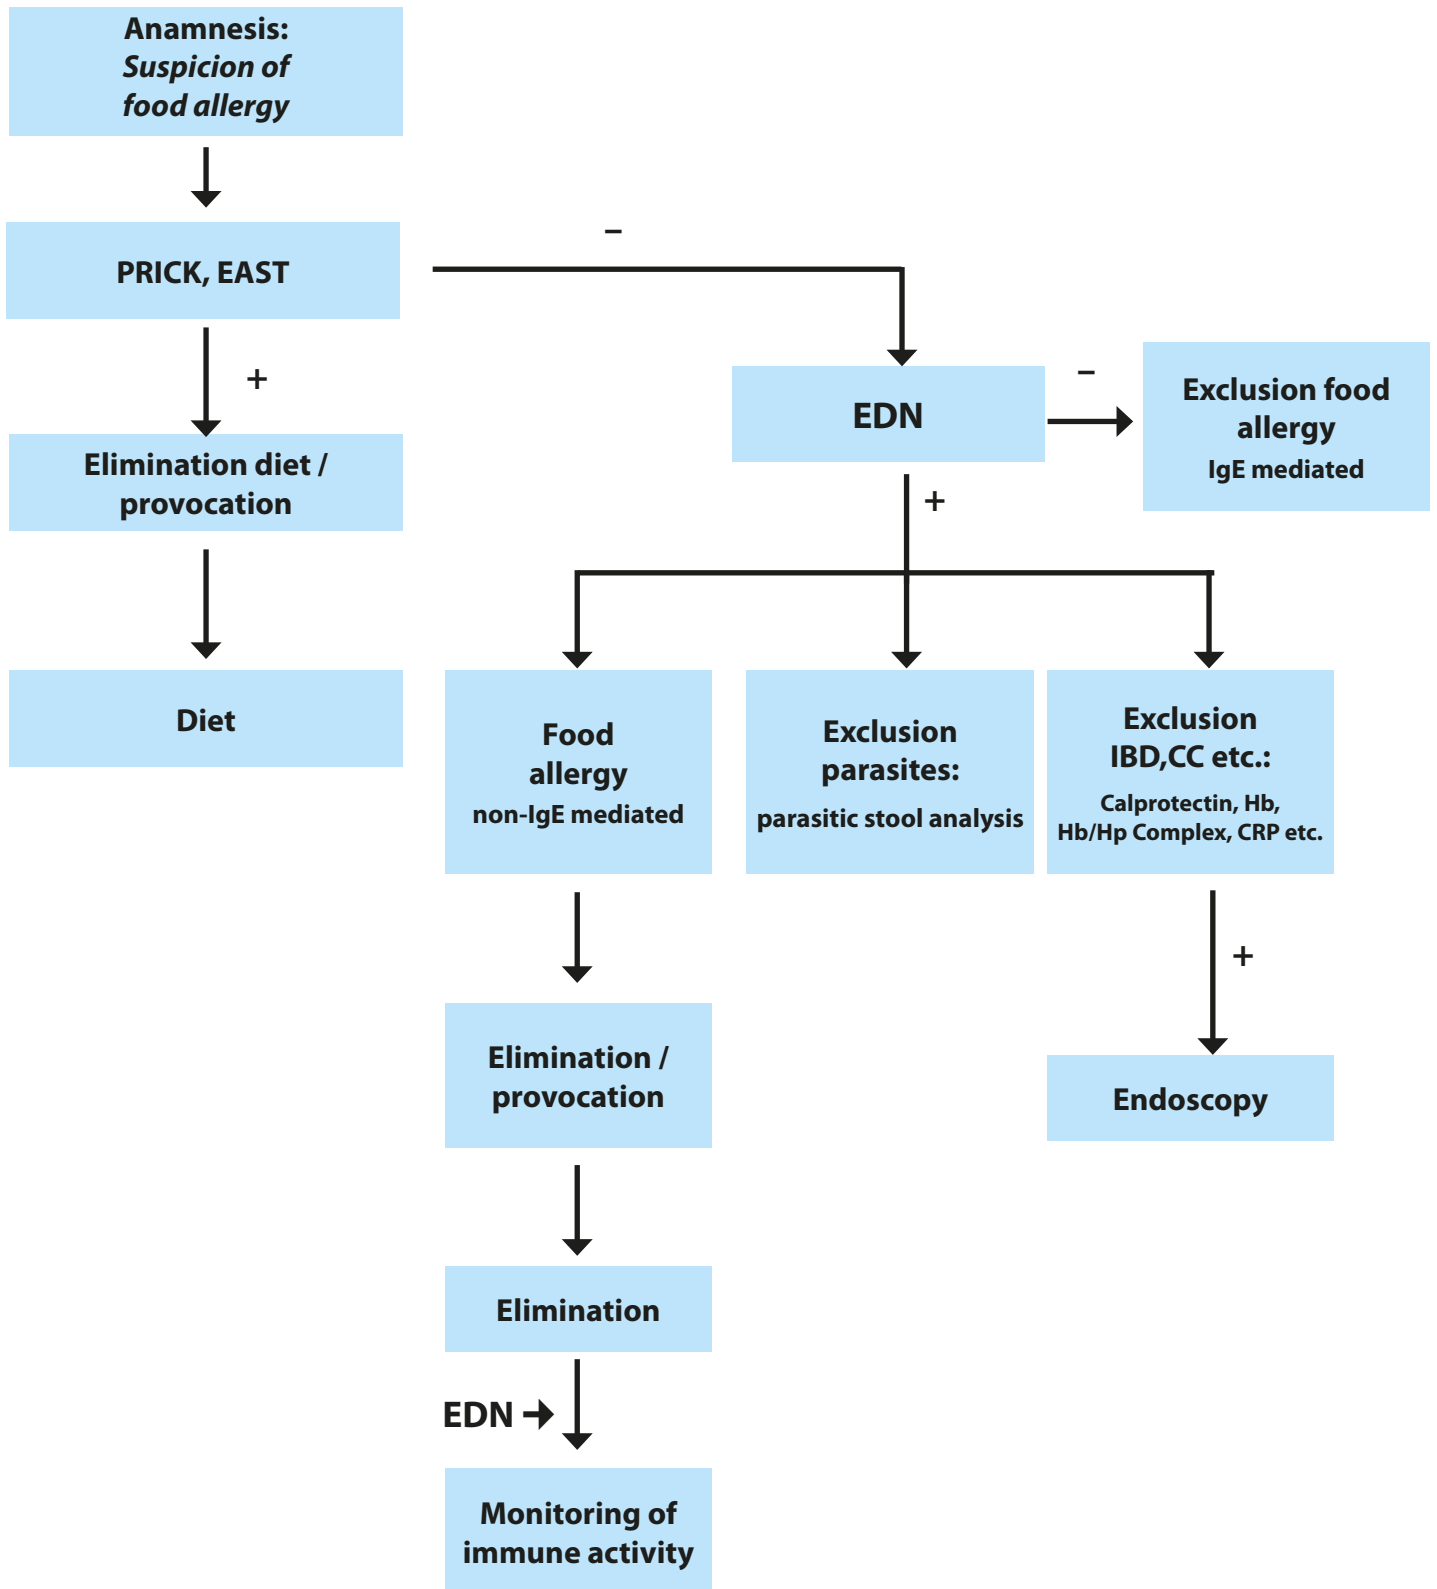 Anamnesis:
Suspicion of
food allergy
PRICK, EAST
–
+
Elimination diet /
provocation
Diet
EDN
–
Exclusion food
allergy
IgE mediated
+
Food
allergy
non-IgE mediated
Exclusion
parasites:
parasitic stool analysis
Exclusion
IBD,CC etc.:
Calprotectin, Hb,
Hb/Hp Complex, CRP etc.
+
Elimination /
provocation
Endoscopy
Elimination
EDN
Monitoring of
immune activity